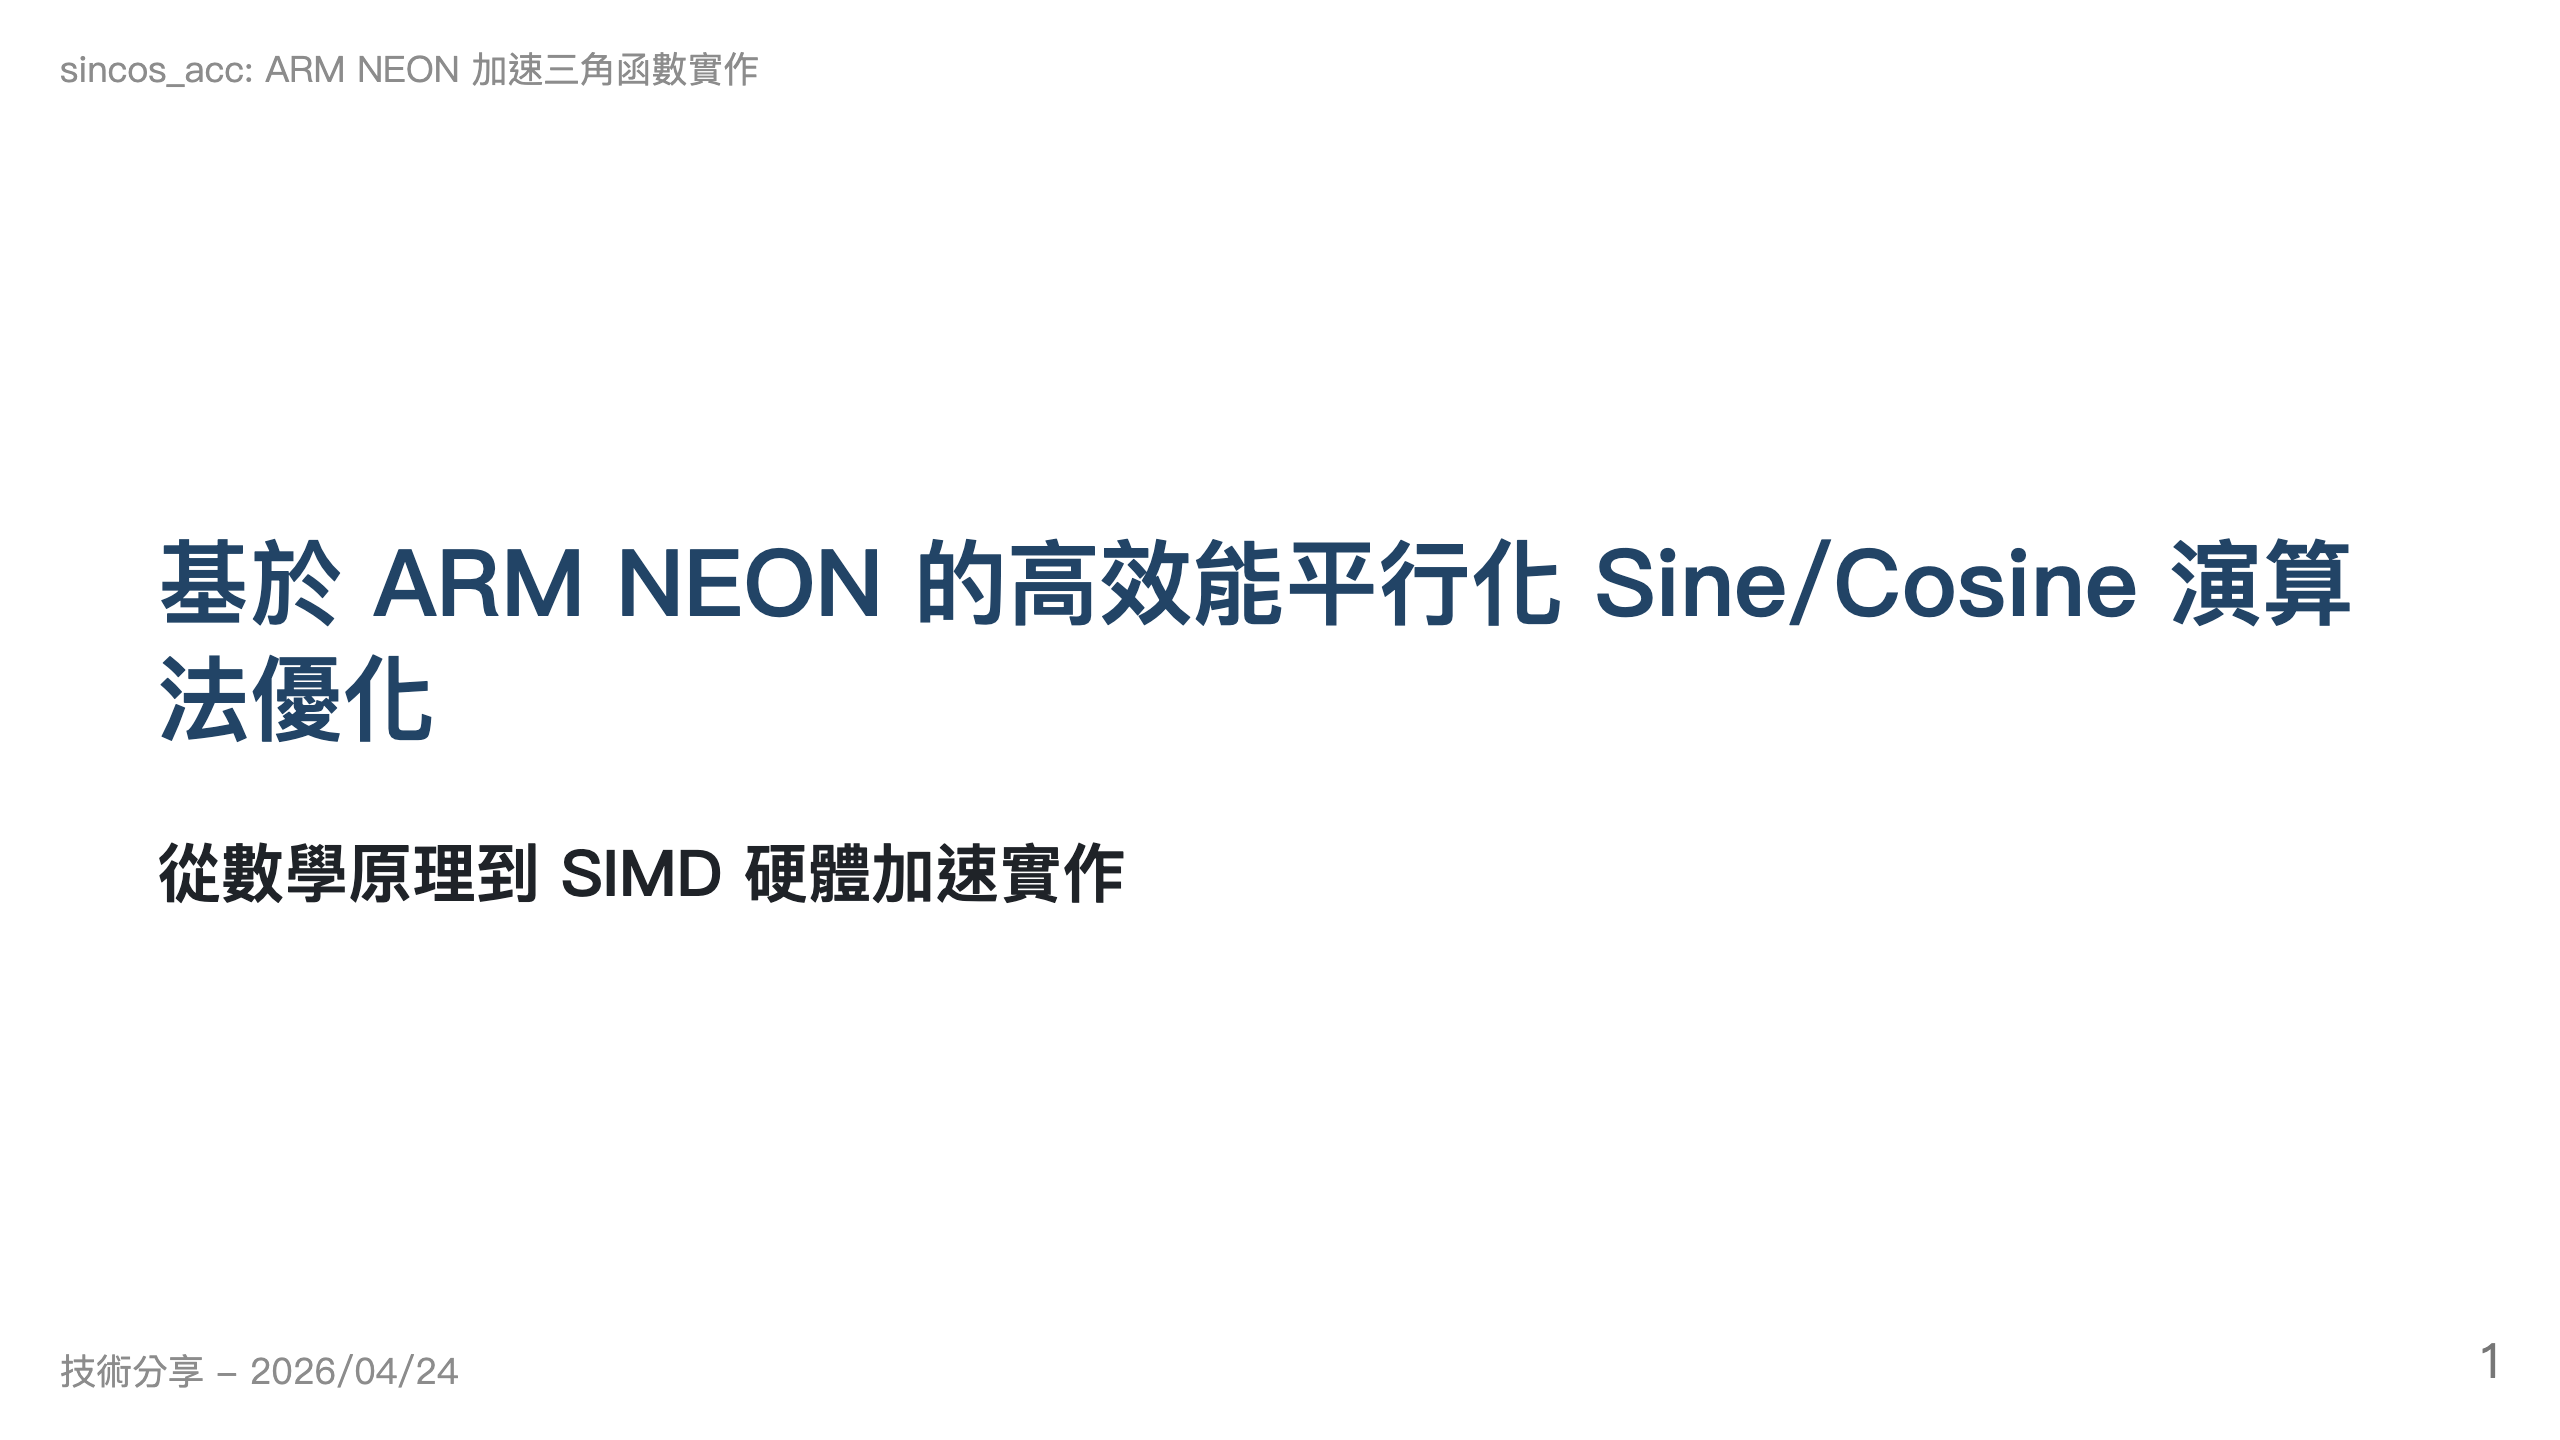 sincos_acc: ARM NEON 加速三角函數實作
基於 ARM NEON 的高效能平行化 Sine/Cosine 演算
法優化
從數學原理到 SIMD 硬體加速實作
技術分享 – 2026/04/24
1